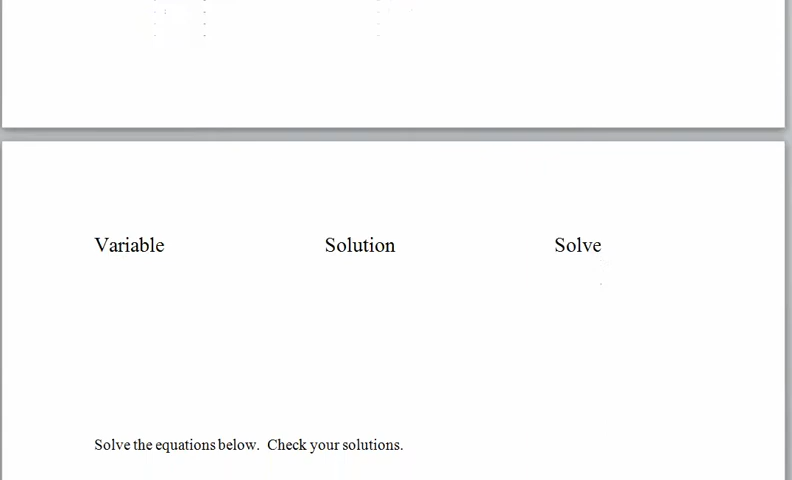 Variable Solution Solve
Solve the equations below. Check your solutions.